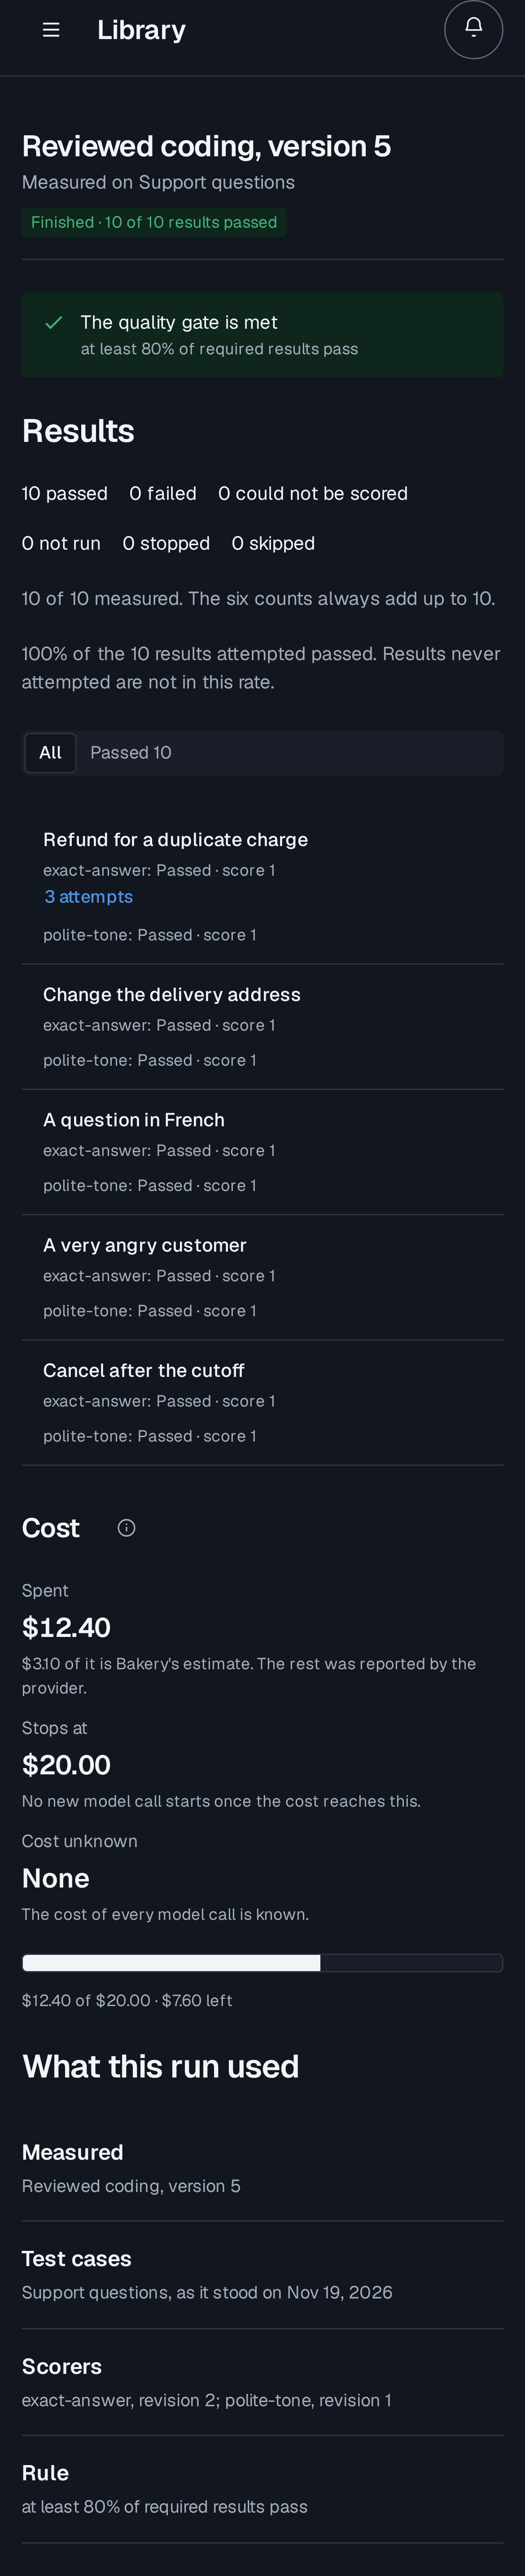 Library
Reviewed coding, version 5
Measured on Support questions
Finished · 10 of 10 results passed
The quality gate is met
at least 80% of required results pass
Results
10 passed 0 failed 0 could not be scored
0 not run 0 stopped 0 skipped
10 of 10 measured. The six counts always add up to 10.
100% of the 10 results attempted passed. Results never
attempted are not in this rate.
All Passed 10
Refund for a duplicate charge
exact-answer: Passed · score 1
3 attempts
polite-tone: Passed · score 1
Change the delivery address
exact-answer: Passed · score 1
polite-tone: Passed · score 1
A question in French
exact-answer: Passed · score 1
polite-tone: Passed · score 1
A very angry customer
exact-answer: Passed · score 1
polite-tone: Passed · score 1
Cancel after the cutoff
exact-answer: Passed · score 1
polite-tone: Passed · score 1
Cost
Spent
$12.40
$3.10 of it is Bakery's estimate. The rest was reported by the
provider.
Stops at
$20.00
No new model call starts once the cost reaches this.
Cost unknown
None
The cost of every model call is known.
$12.40 of $20.00 · $7.60 left
What this run used
Measured
Reviewed coding, version 5
Test cases
Support questions, as it stood on Nov 19, 2026
Scorers
exact-answer, revision 2; polite-tone, revision 1
Rule
at least 80% of required results pass